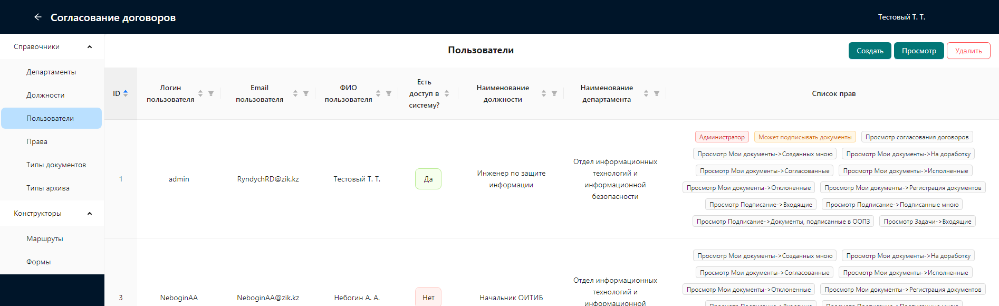 Согласование договоров
Тестовый Т. Т.
Справочники
Департаменты
Должности
Пользователи
Права
Типы документов
Типы архива
Конструкторы
Маршруты
Формы
Пользователи
Создать
Просмотр
Удалить
ID
Логин
пользователя
Email
пользователя
ФИО
пользователя
Есть
доступ в
систему?
Наименование
должности
Наименование
департамента
Список прав
1
admin
RyndychRD@zik.kz
Тестовый Т. Т.
Да
Инженер по защите
информации
Отдел информационных
технологий и
информационной
безопасности
Администратор
Может подписывать документы
Просмотр согласования договоров
Просмотр Мои документы->Созданных мною
Просмотр Мои документы->На доработку
Просмотр Мои документы->Согласованные
Просмотр Мои документы->Исполненные
Просмотр Мои документы->Отклоненные
Просмотр Мои документы->Регистрация документов
Просмотр Подписание->Входящие
Просмотр Подписание->Подписанные мною
Просмотр Подписание->Документы, подписанные в ООПЗ
Просмотр Задачи->Входящие
3
NeboginAA
NeboginAA@zik.kz
Небогин А. А.
Нет
Начальник ОИТИБ
Отдел информационных
технологий и
информационной
Просмотр Мои документы->Созданных мною
Просмотр Мои документы->На доработку
Просмотр Мои документы->Согласованные
Просмотр Мои документы->Исполненные
Просмотр Мои документы->Отклоненные
Просмотр Мои документы->Регистрация документов